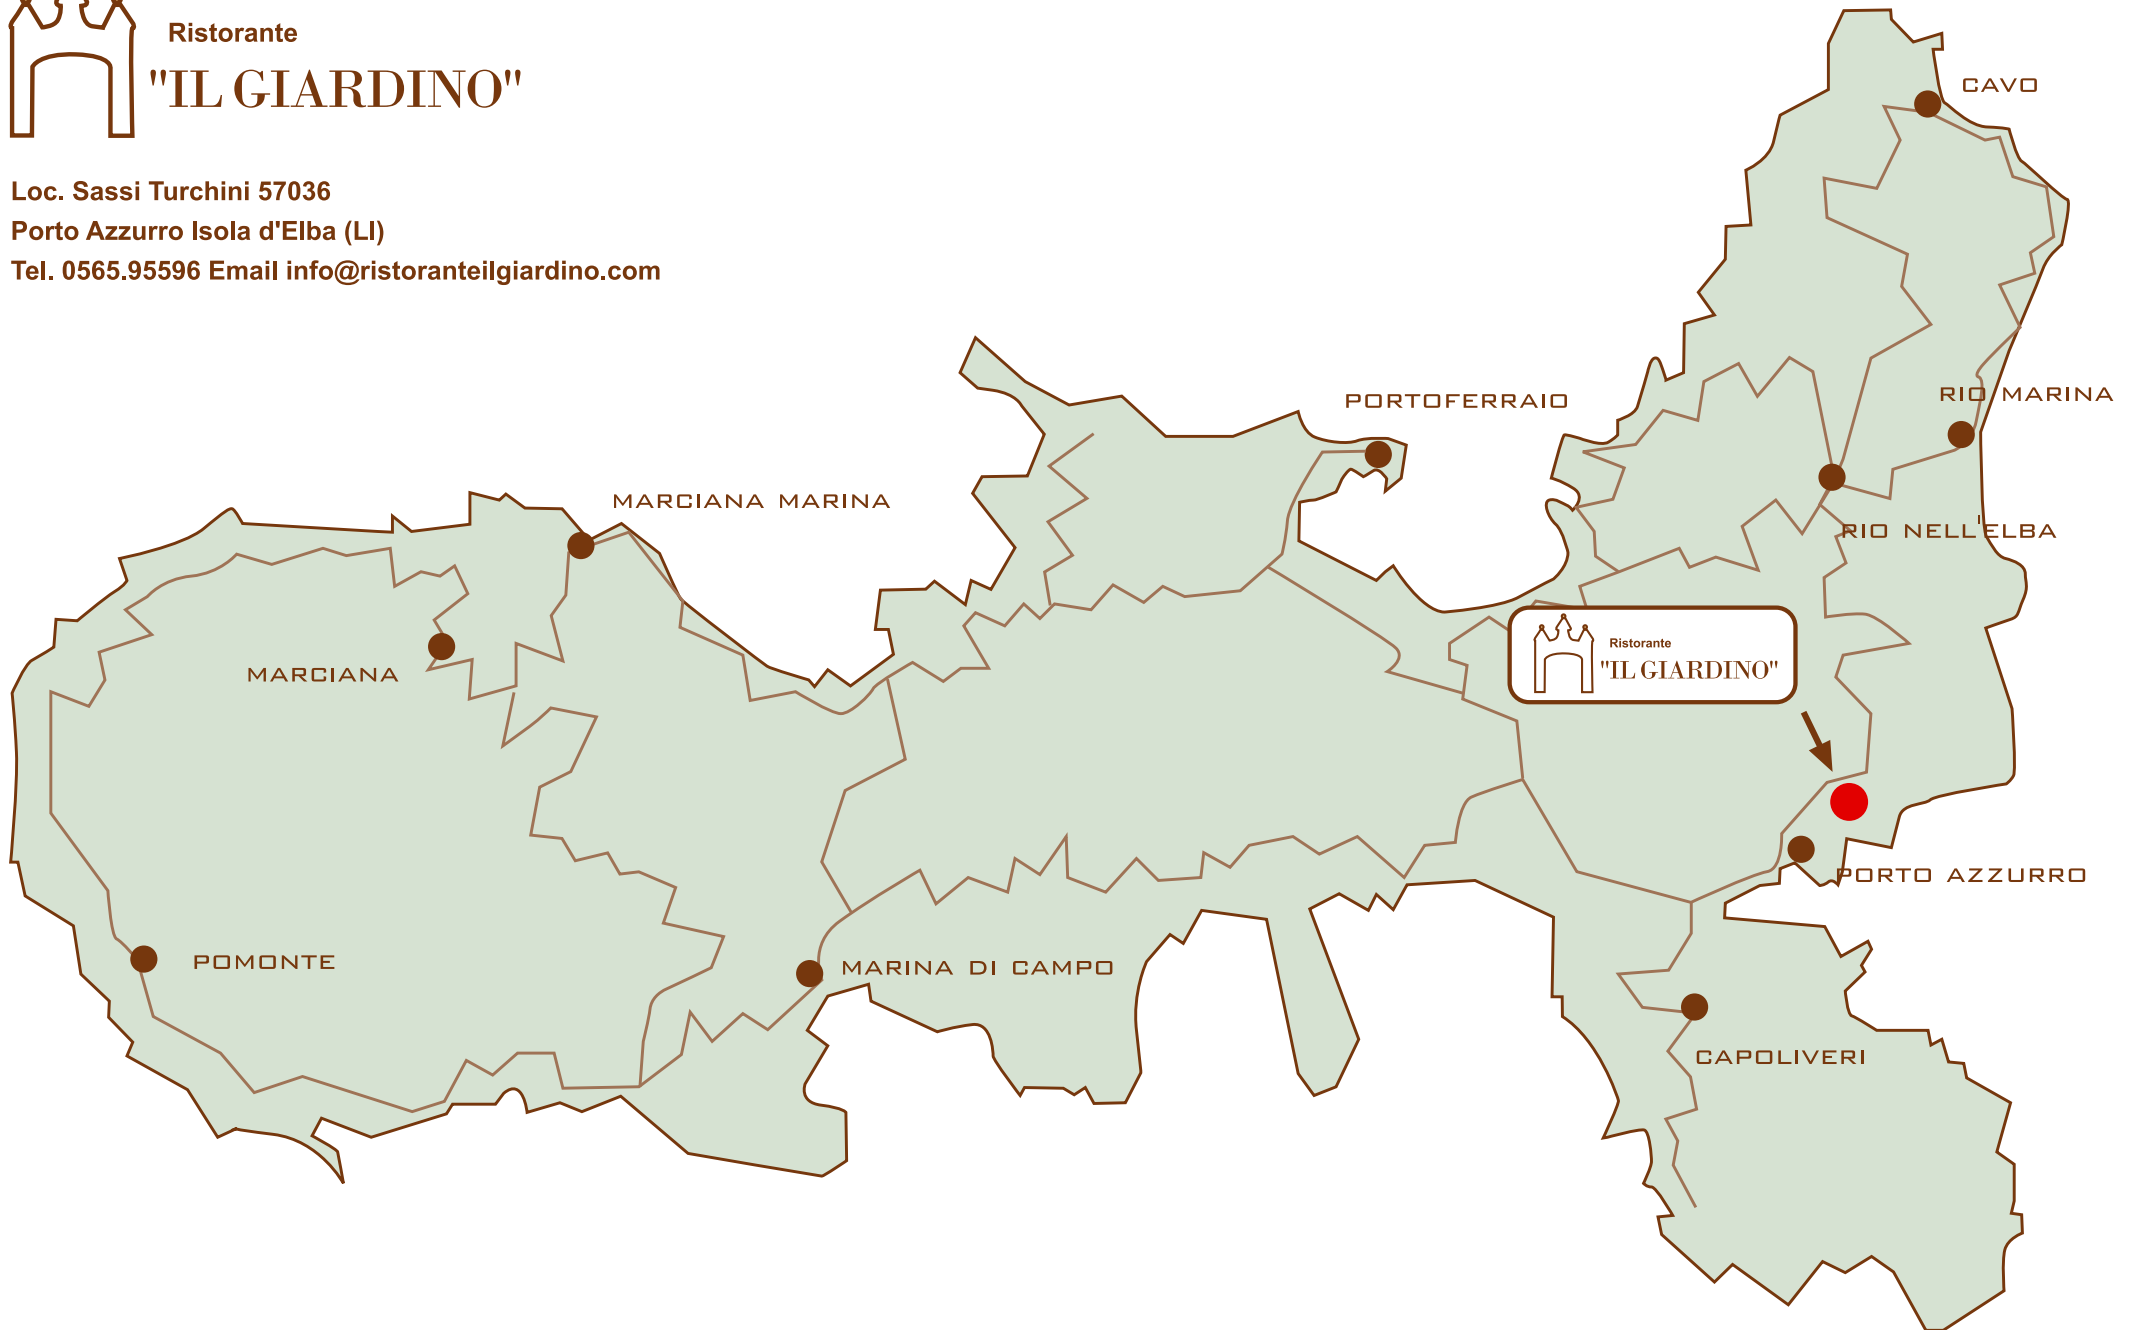 Ristorante
"IL GIARDINO"
Loc. Sassi Turchini 57036
Porto Azzurro Isola d'Elba (LI)
Tel. 0565.95596 Email info@ristoranteilgiardino.com
CAVO
RIO MARINA
PORTOFERRAIO
MARCIANA MARINA
RIO NELL'ELBA
MARCIANA
Ristorante
"IL GIARDINO"
PORTO AZZURRO
POMONTE
MARINA DI CAMPO
CAPOLIVERI